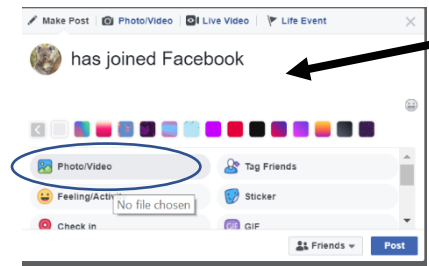 Make Post Photo/Video Live Video Life Event
has joined Facebook
Photo/Video Tag Friends
Feeling/Activ Sticker
No file chosen
Check in GIF
Friends Post